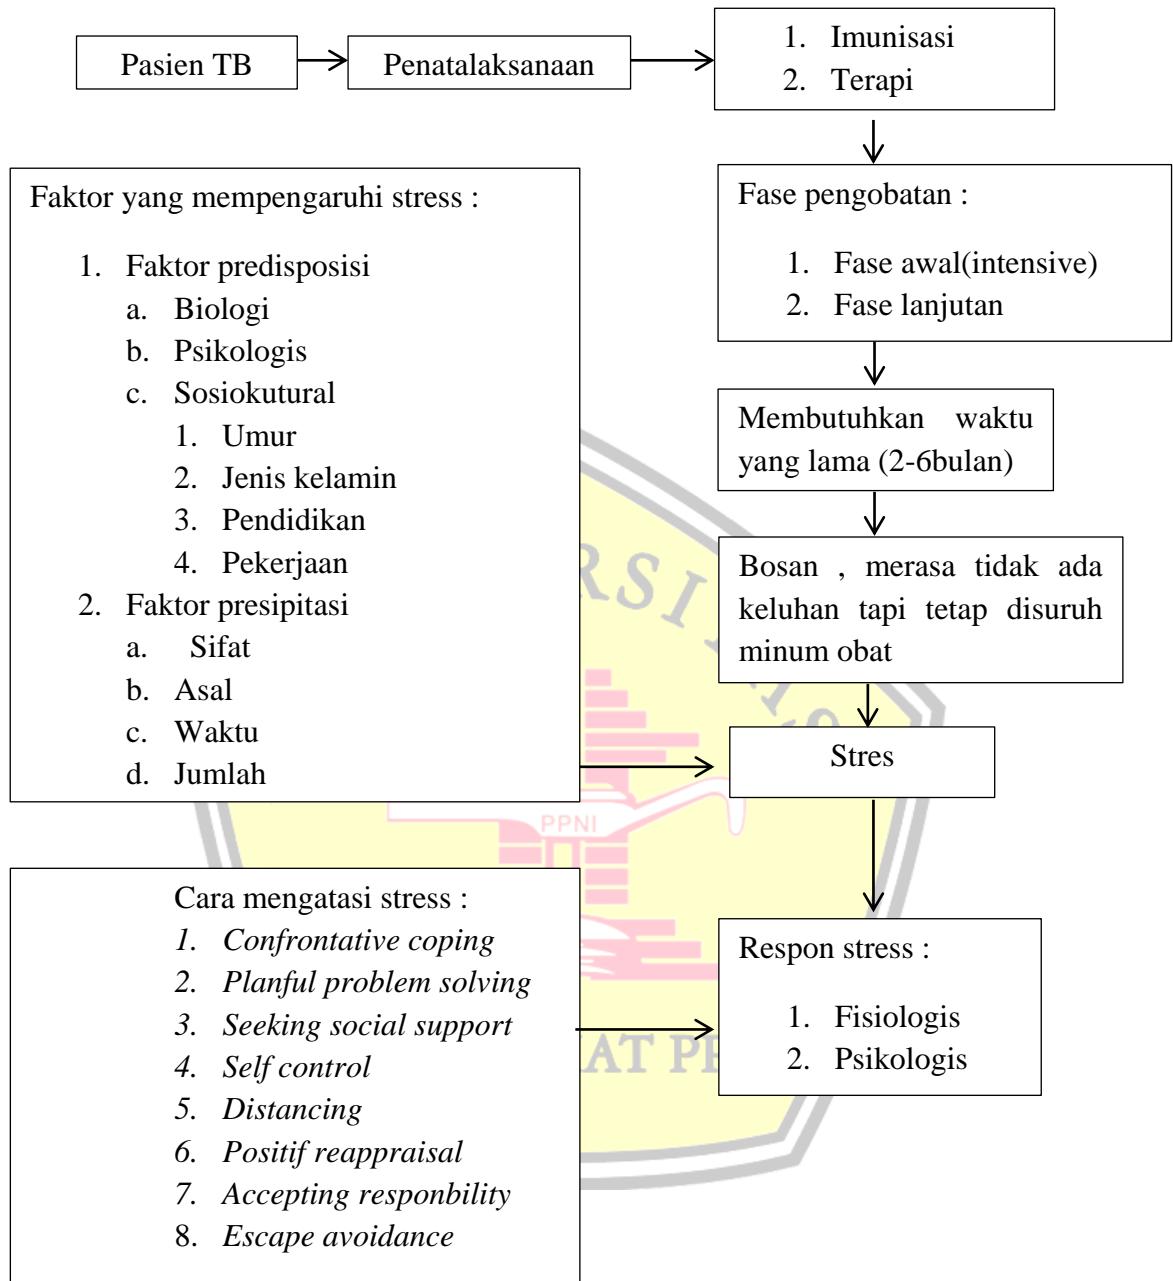 Pasien TB
Penatalaksanaan
1. Imunisasi
2. Terapi
Faktor yang mempengaruhi stress :
1. Faktor predisposisi
a. Biologi
b. Psikologis
c. Sosiokutural
1. Umur
2. Jenis kelamin
3. Pendidikan
4. Pekerjaan
2. Faktor presipitasi
a. Sifat
b. Asal
c. Waktu
d. Jumlah
Fase pengobatan :
1. Fase awal(intensive)
2. Fase lanjutan
Membutuhkan waktu
yang lama (2-6bulan)
Bosan , merasa tidak ada
keluhan tapi tetap disuruh
minum obat
Stres
PPNI
Cara mengatasi stress :
1. Confrontative coping
2. Planful problem solving
3. Seeking social support
4. Self control
5. Distancing
6. Positif reappraisal
7. Accepting responbility
8. Escape avoidance
Respon stress :
1. Fisiologis
2. Psikologis